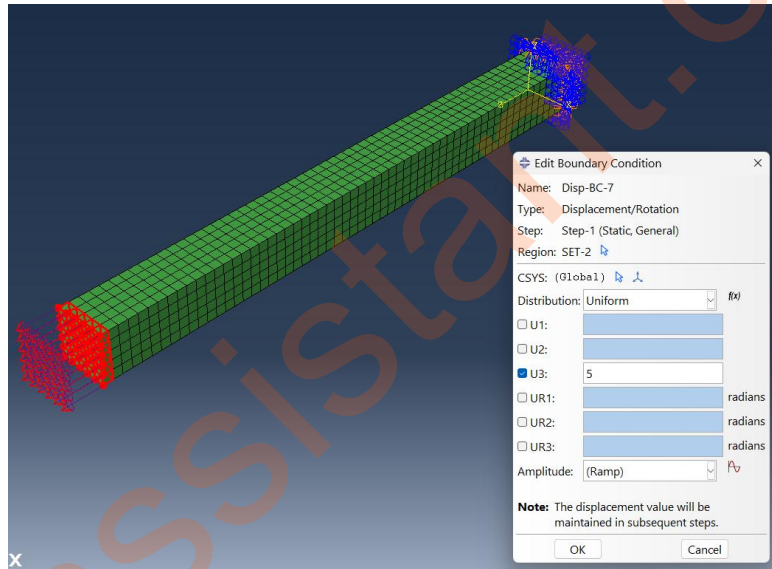 Edit Boundary Condition
Name: Disp-BC-7
Type: Displacement/Rotation
Step: Step-1 (Static, General)
Region: SET-2
CSYS: (Global)
Distribution: Uniform f(x)
U1:
U2:
U3: 5
UR1: radians
UR2: radians
UR3: radians
Amplitude: (Ramp)
Note: The displacement value will be
maintained in subsequent steps.
OK Cancel
X